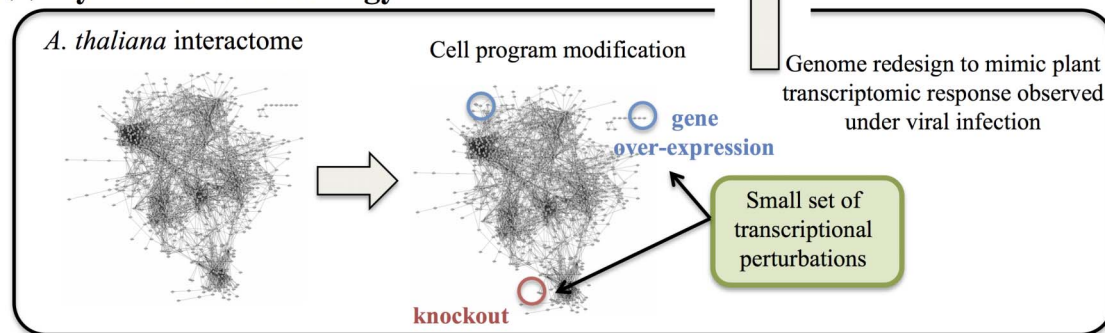 A. thaliana interactome
Cell program modification
Genome redesign to mimic plant
transcriptomic response observed
under viral infection
gene
over-expression
Small set of
transcriptional
perturbations
knockout